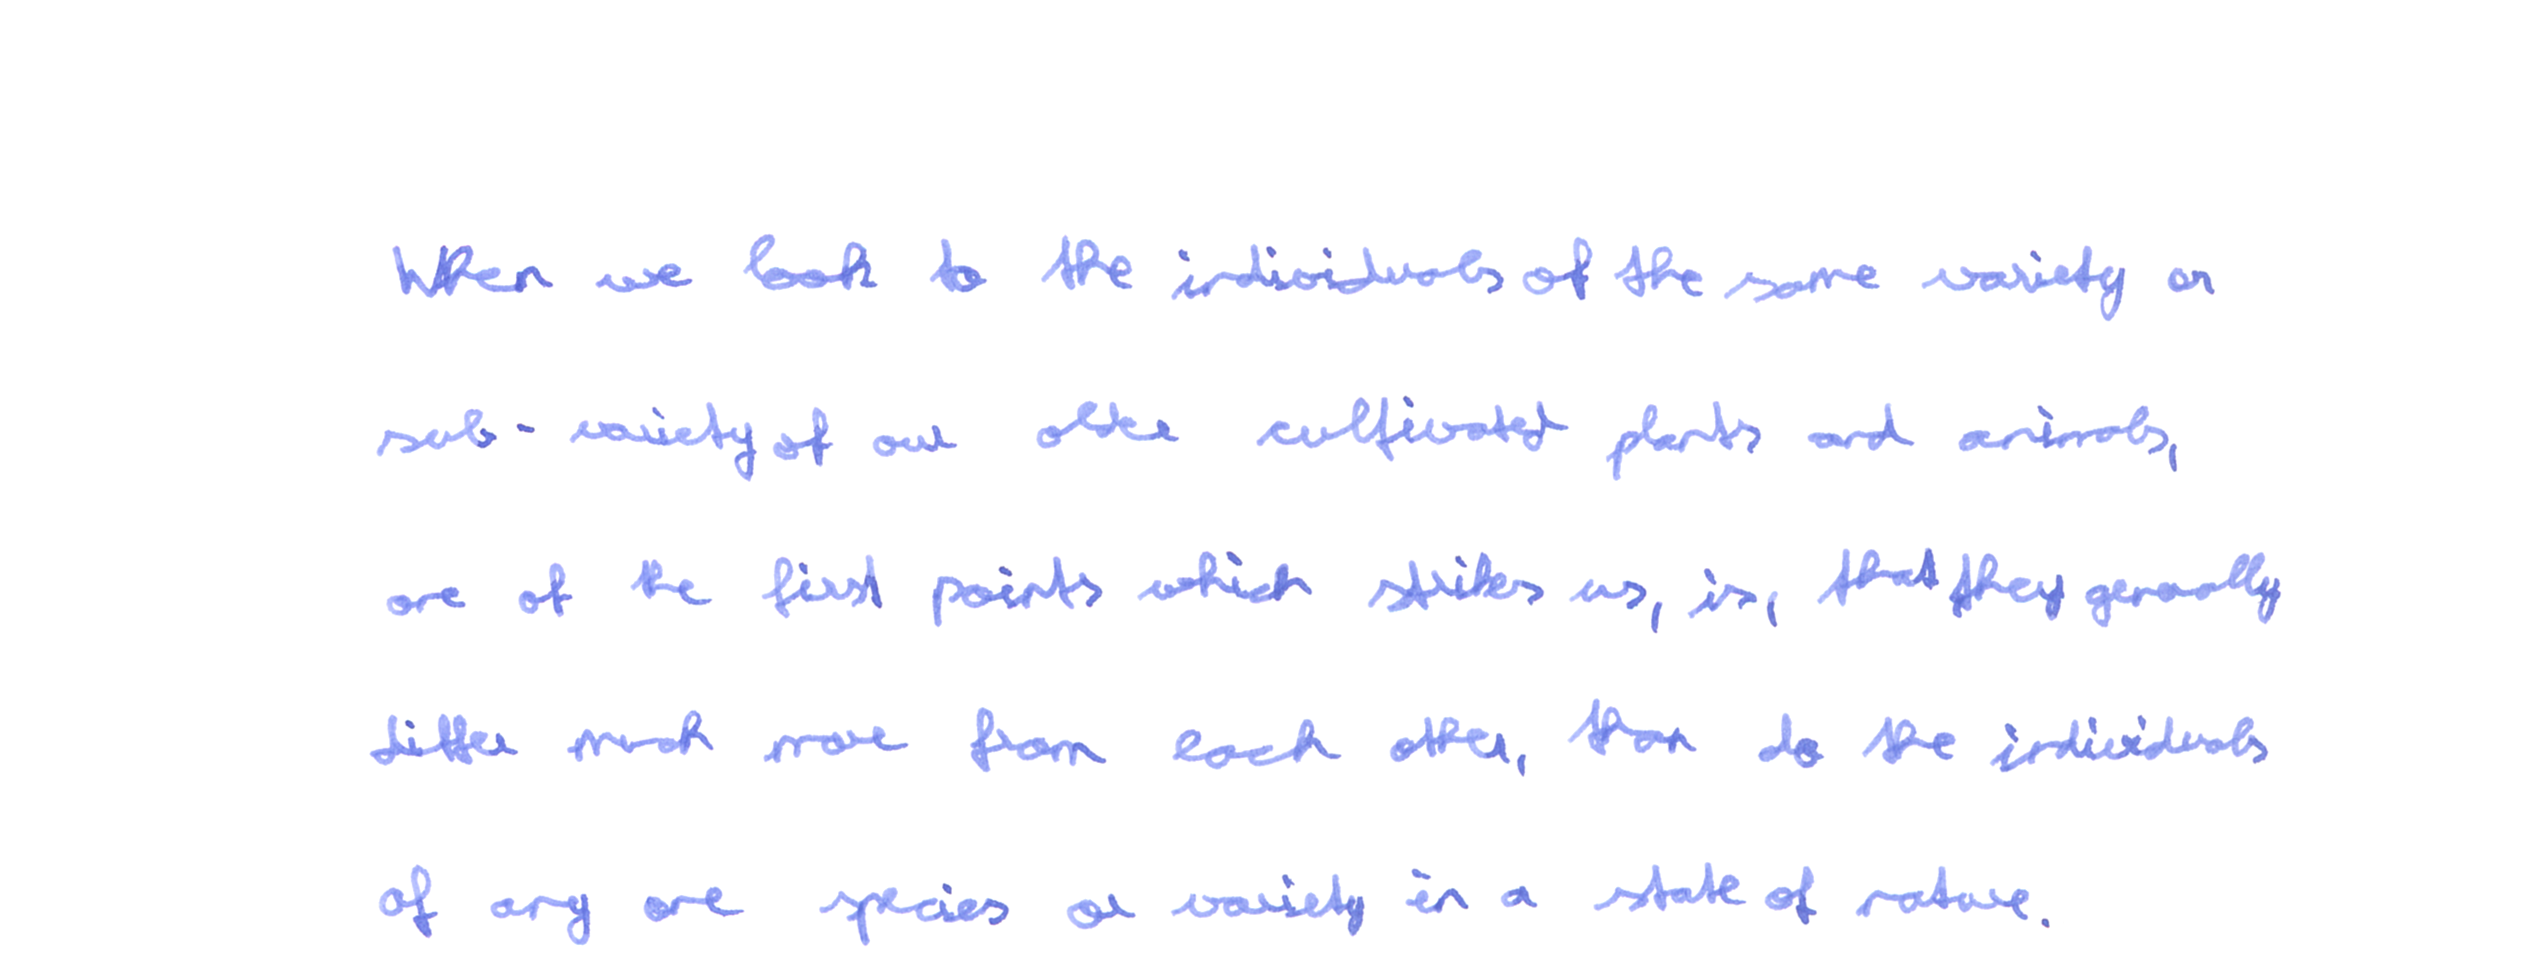 When we look to the individuals of the same variety or
sub-variety of our older cultivated plants and animals,
one of the first points which strikes us, is, that they generally
differ much more from each other, than do the individuals
of any one species or variety in a state of nature.